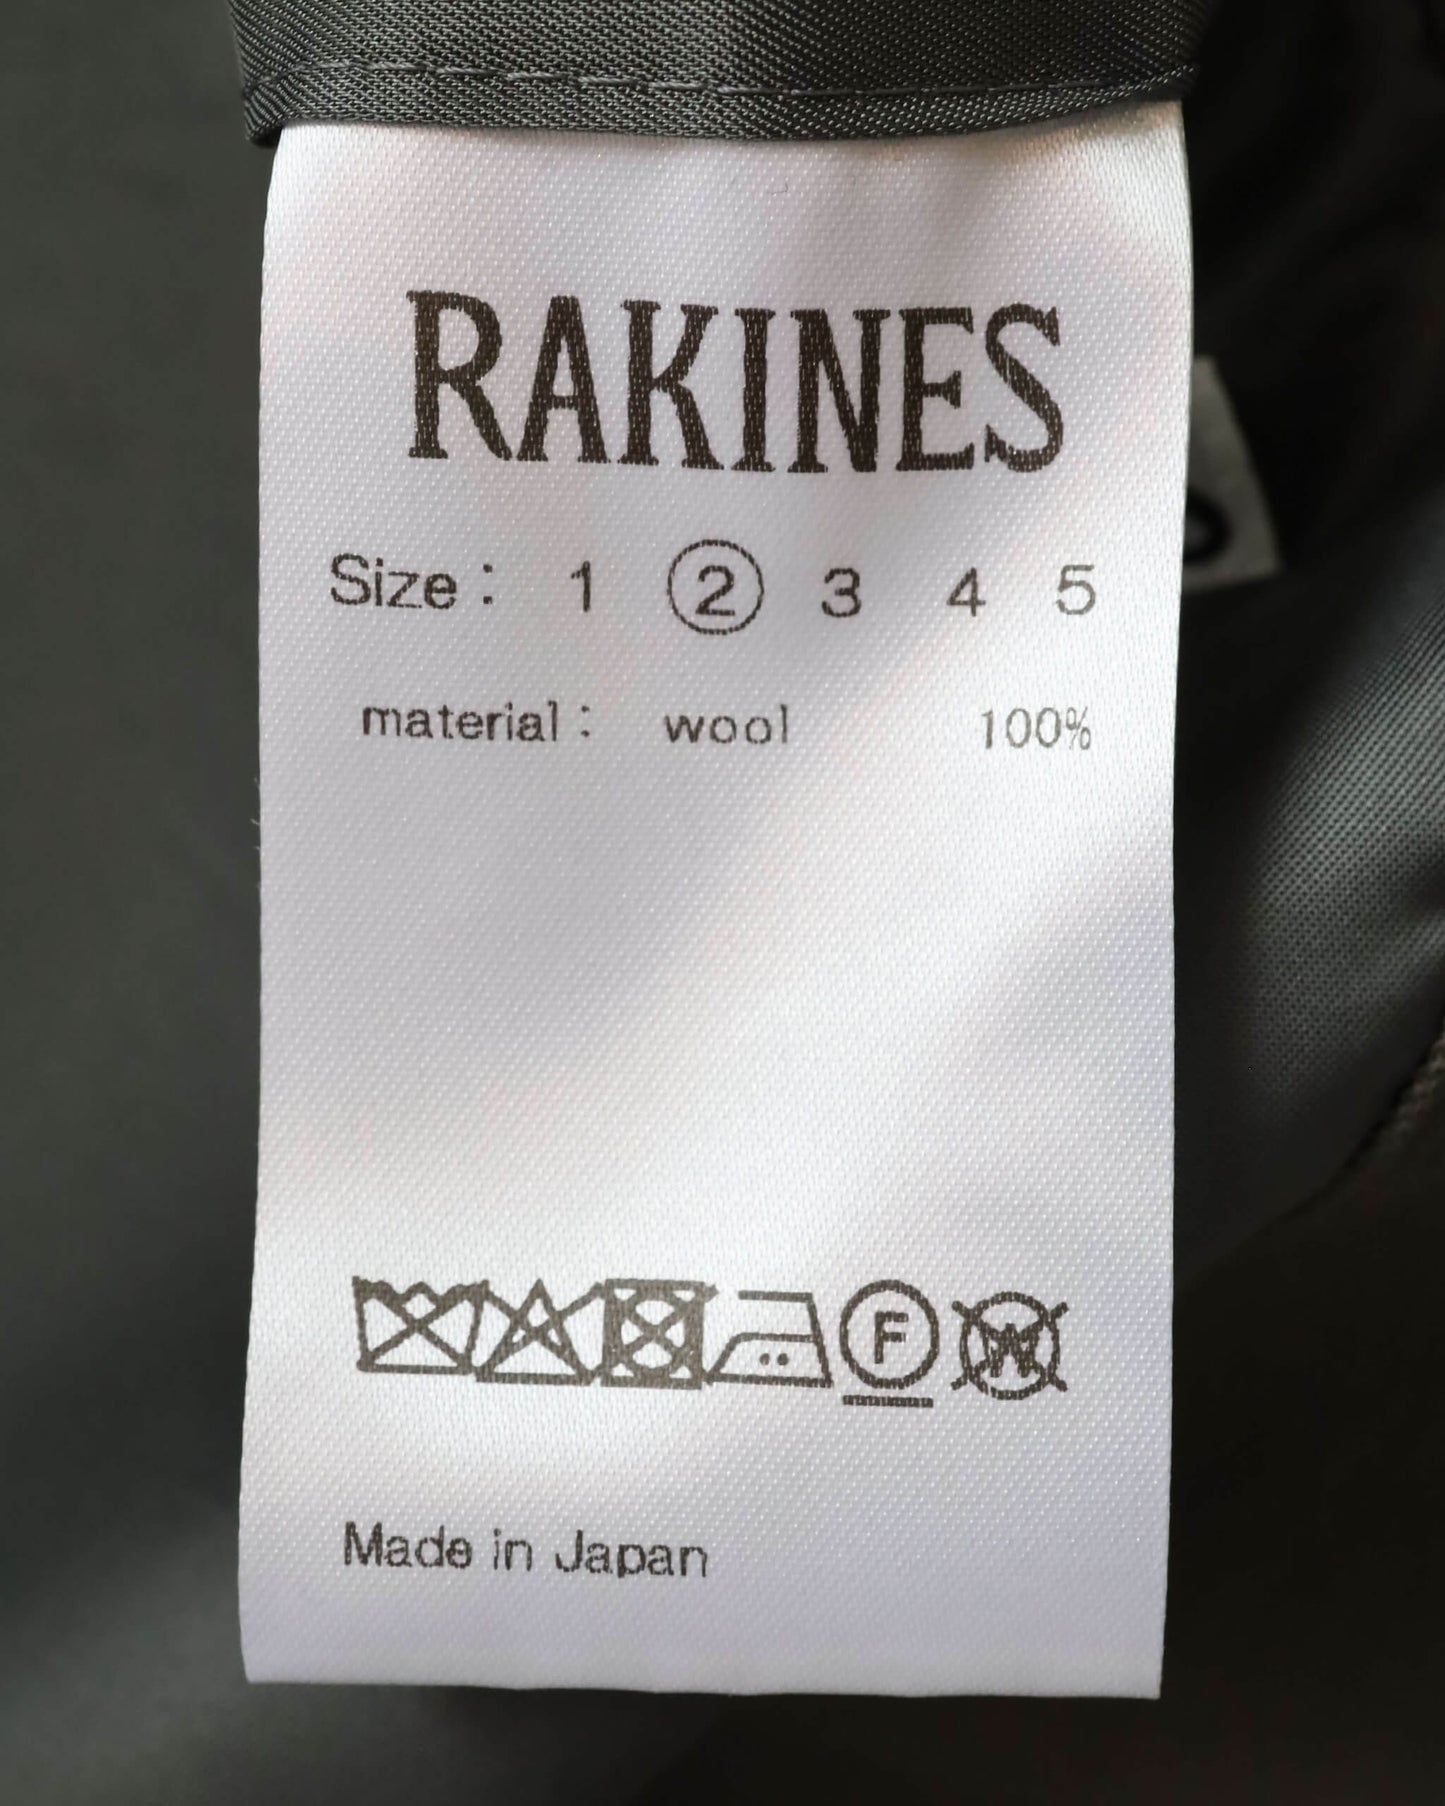 RAKINES
Size : 1 2 3 4 5
material : wool 100%
F W
Made in Japan